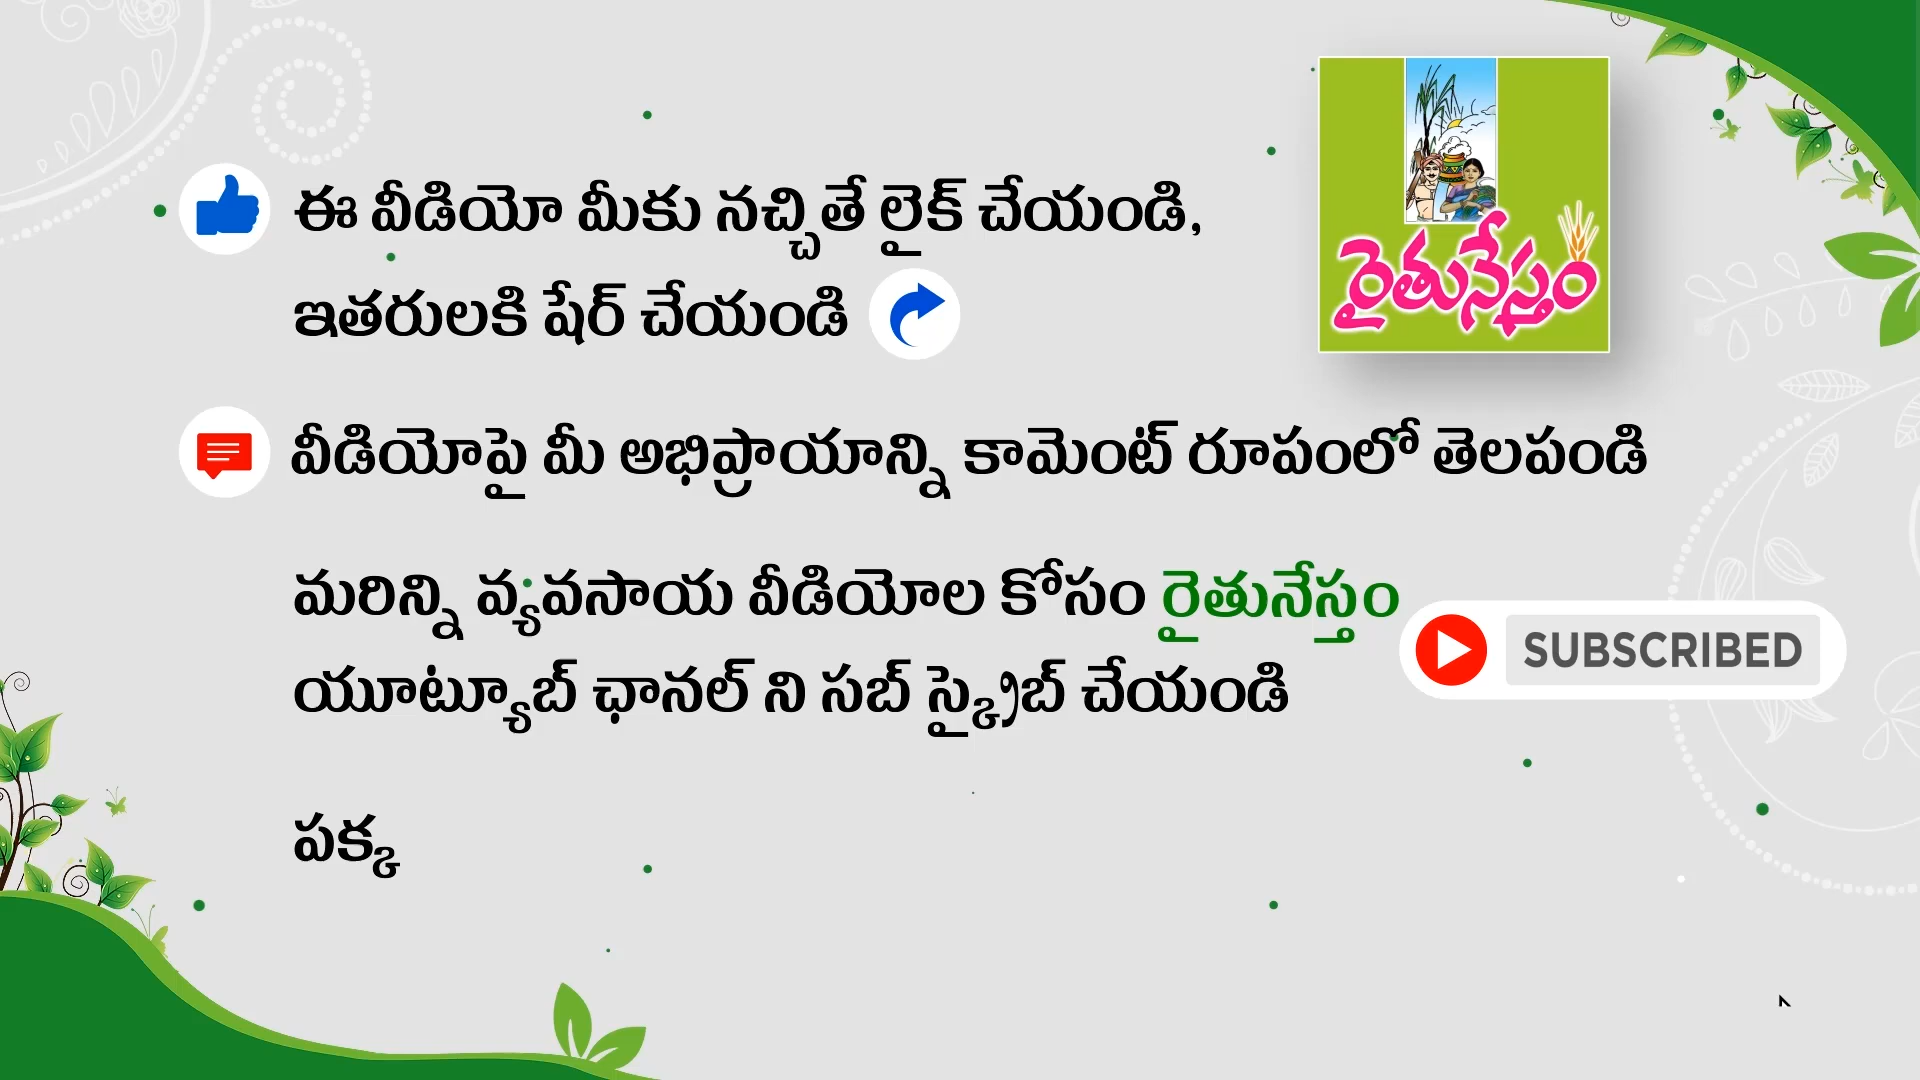 ఈ వీడియో మీకు నచ్చితే లైక్ చేయండి,
ఇతరులకి షేర్ చేయండి
రైతునేస్తం
వీడియోపై మీ అభిప్రాయాన్ని కామెంట్ రూపంలో తెలపండి
మరిన్ని వ్యవసాయ వీడియోల కోసం రైతునేస్తం
యూట్యూబ్ ఛానల్ ని సబ్ స్క్రైబ్ చేయండి
SUBSCRIBED
పక్క